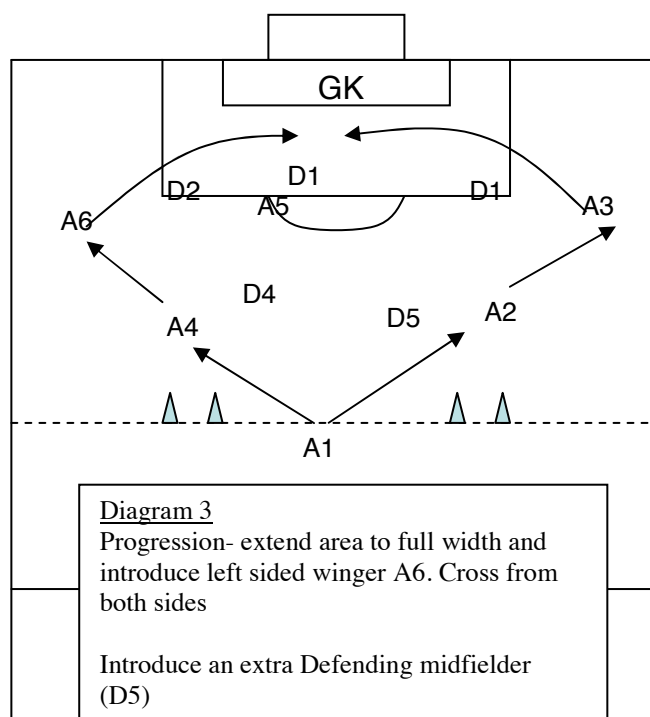 GK
D1
D2
D1
A5
A3
A6
D4
D5
A2
A4
A1
Diagram 3
Progression- extend area to full width and
introduce left sided winger A6. Cross from
both sides
Introduce an extra Defending midfielder
(D5)